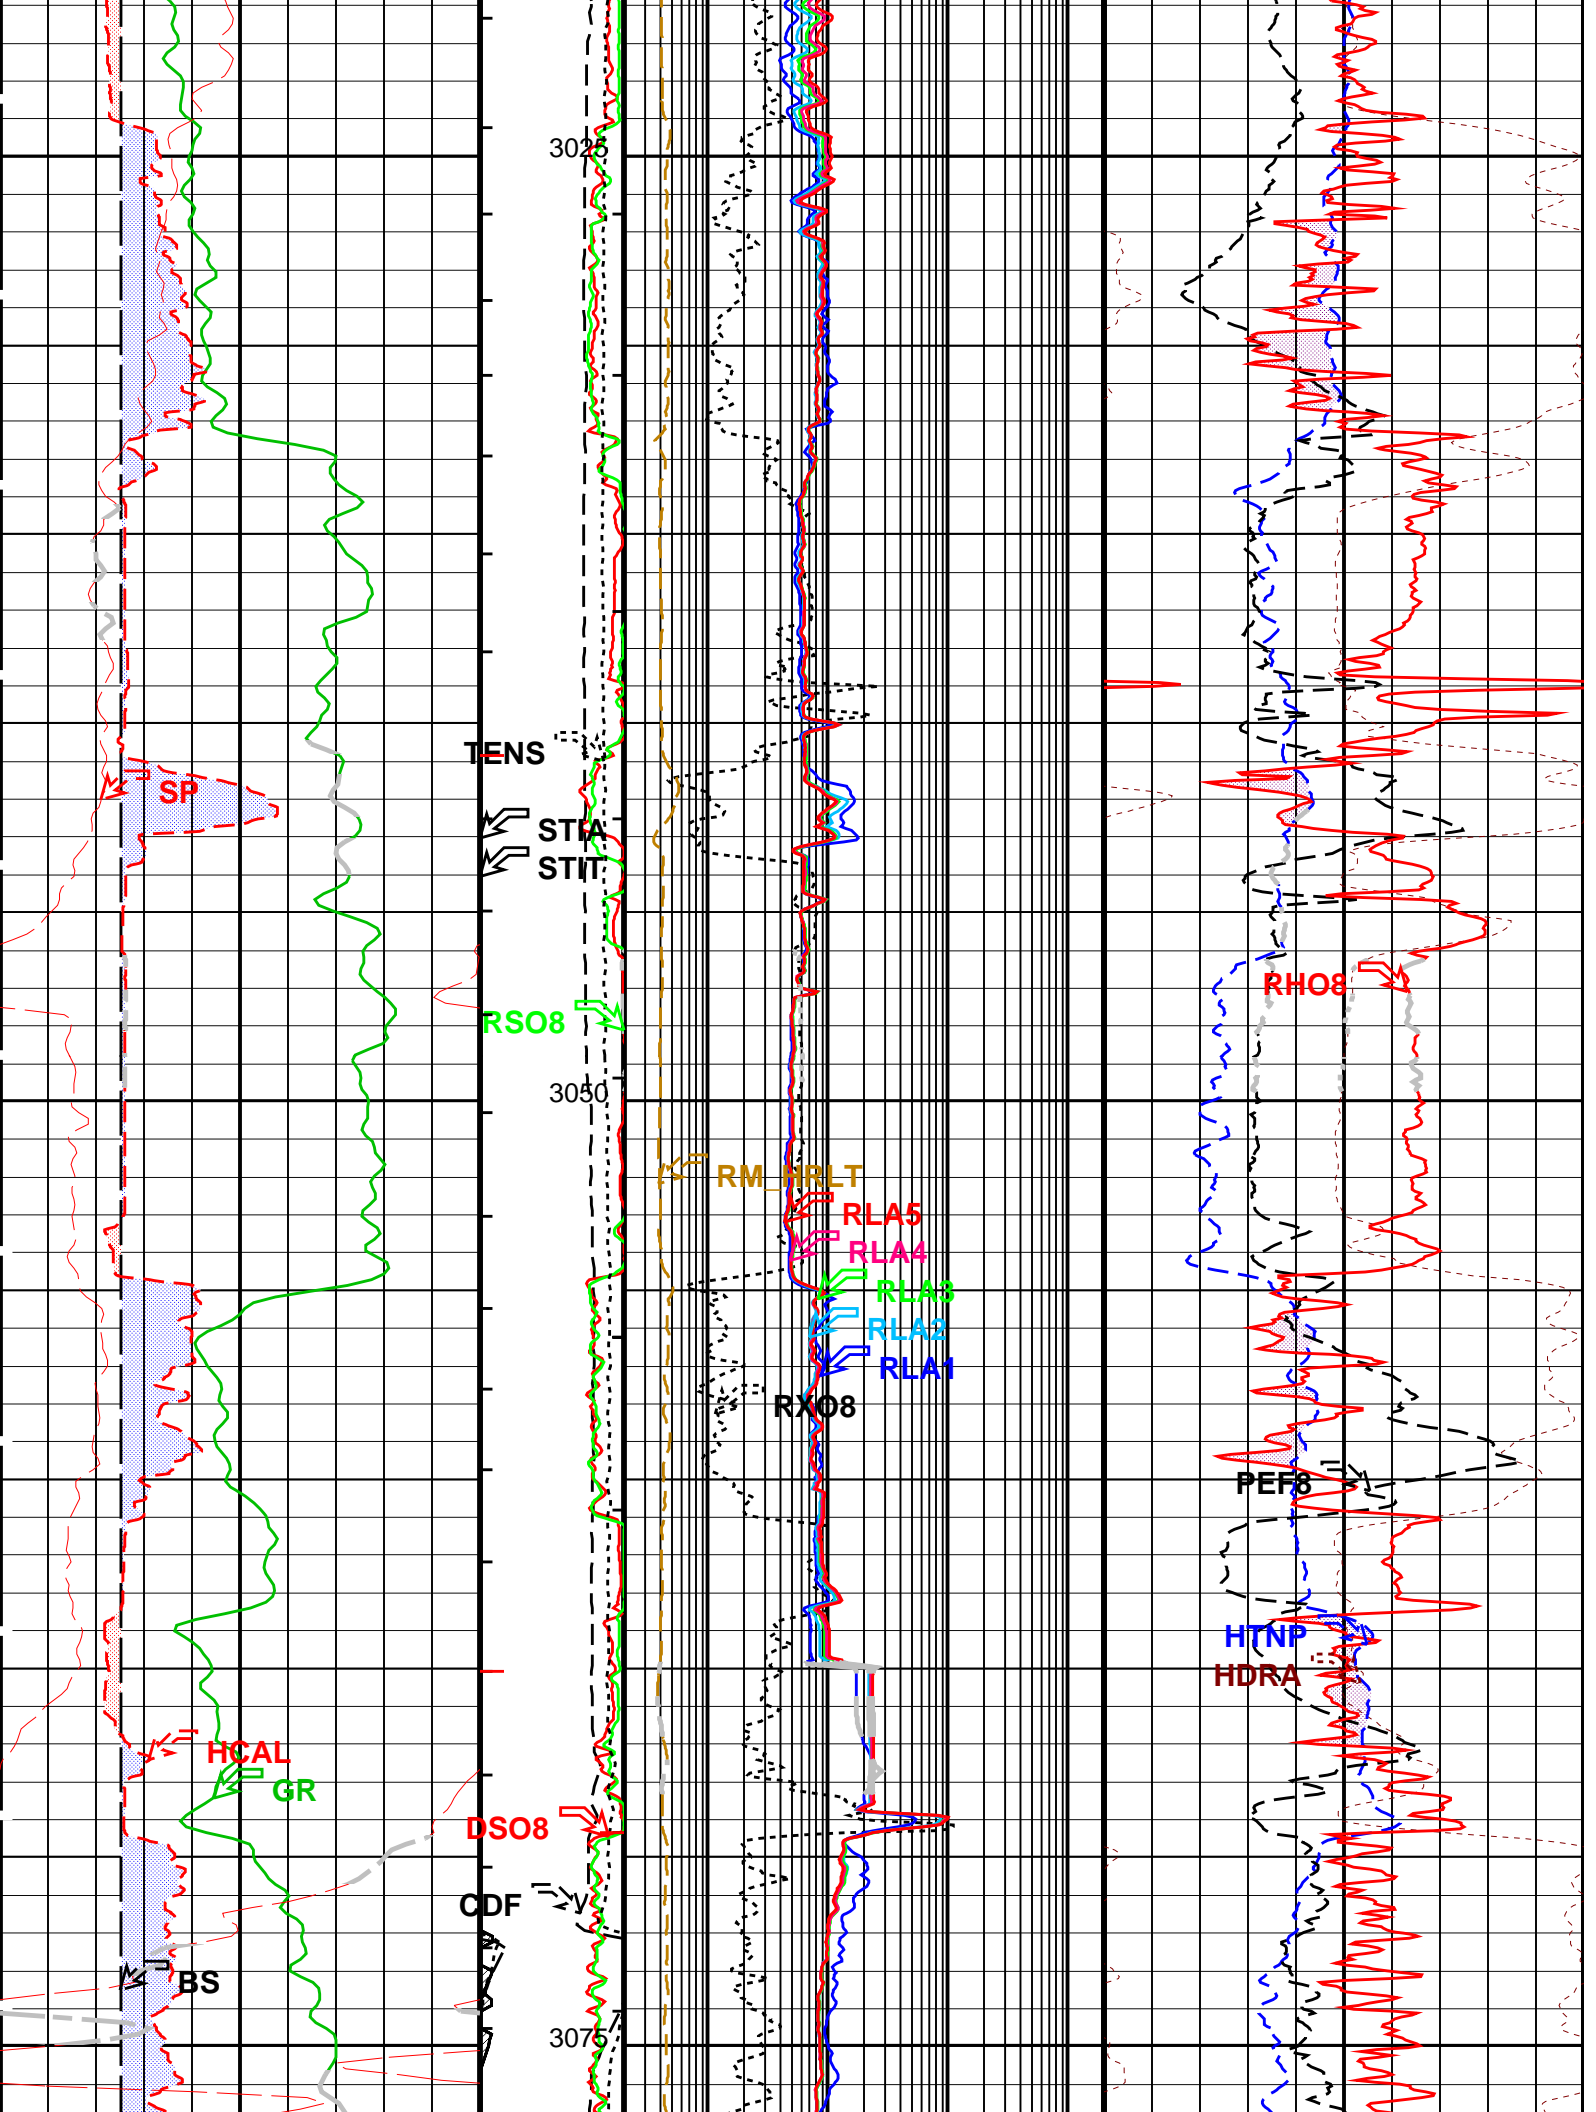 3025
TENS
SP
STIA
STIT
RHO8
RSO8
3050
RM_HRLT
RLA5
RLA4
RLA3
RLA2
RLA1
RXO8
PEF8
HTNP
HDRA
HCAL
GR
DSO8
CDF
BS
3075